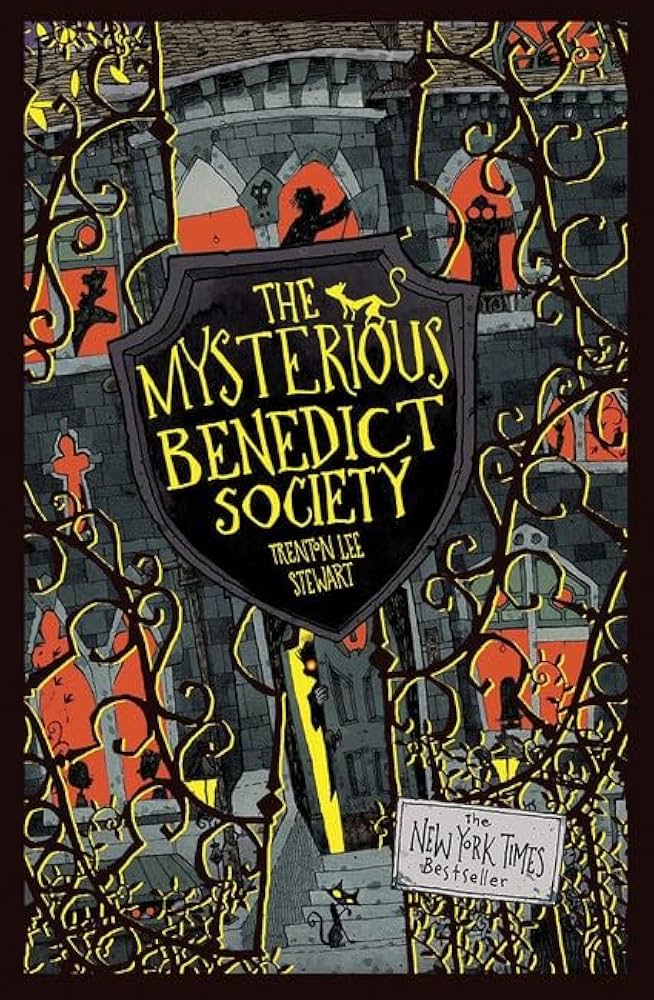 THE
MYSTERIOUS
BENEDICT
SOCIETY
TRENTON LEE
STEWART
The
NEW YORK TIMES
Bestseller